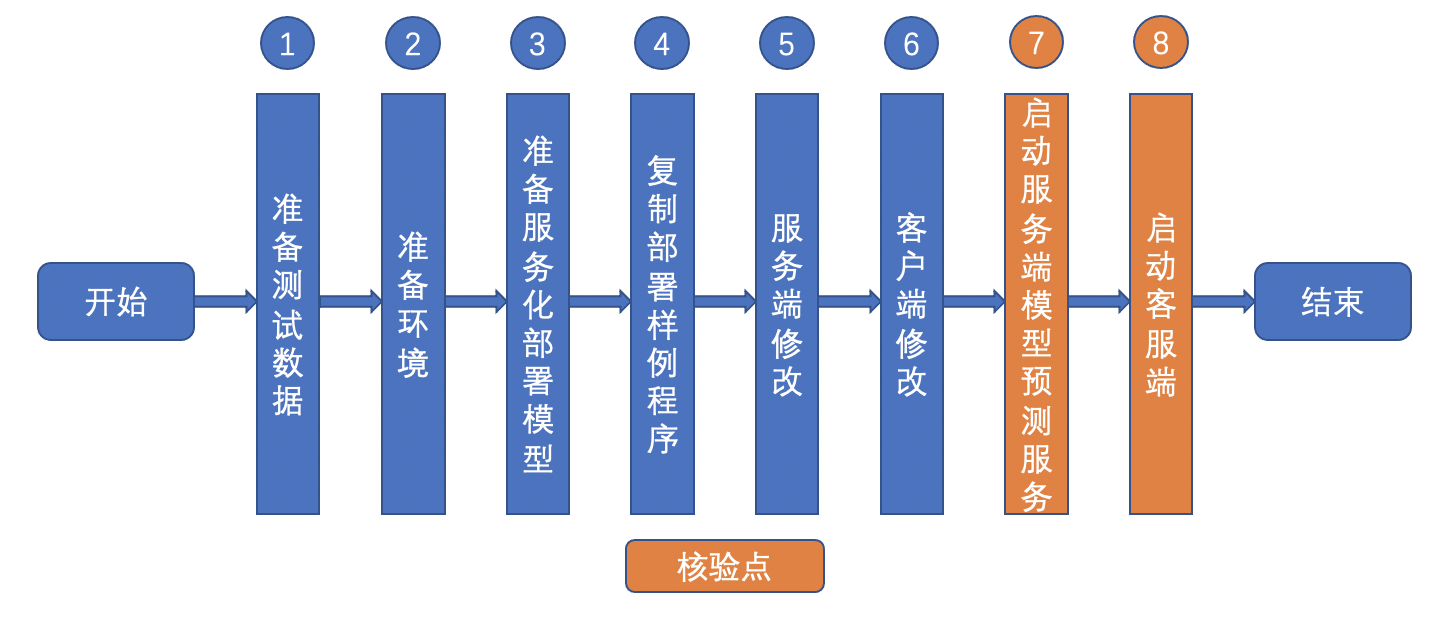 1
2
3
4
5
6
7
8
开始
准备测试数据
准备环境
准备服务化部署模型
复制部署样例程序
服务端修改
客户端修改
启动服务端模型预测服务
启动客服端
结束
核验点